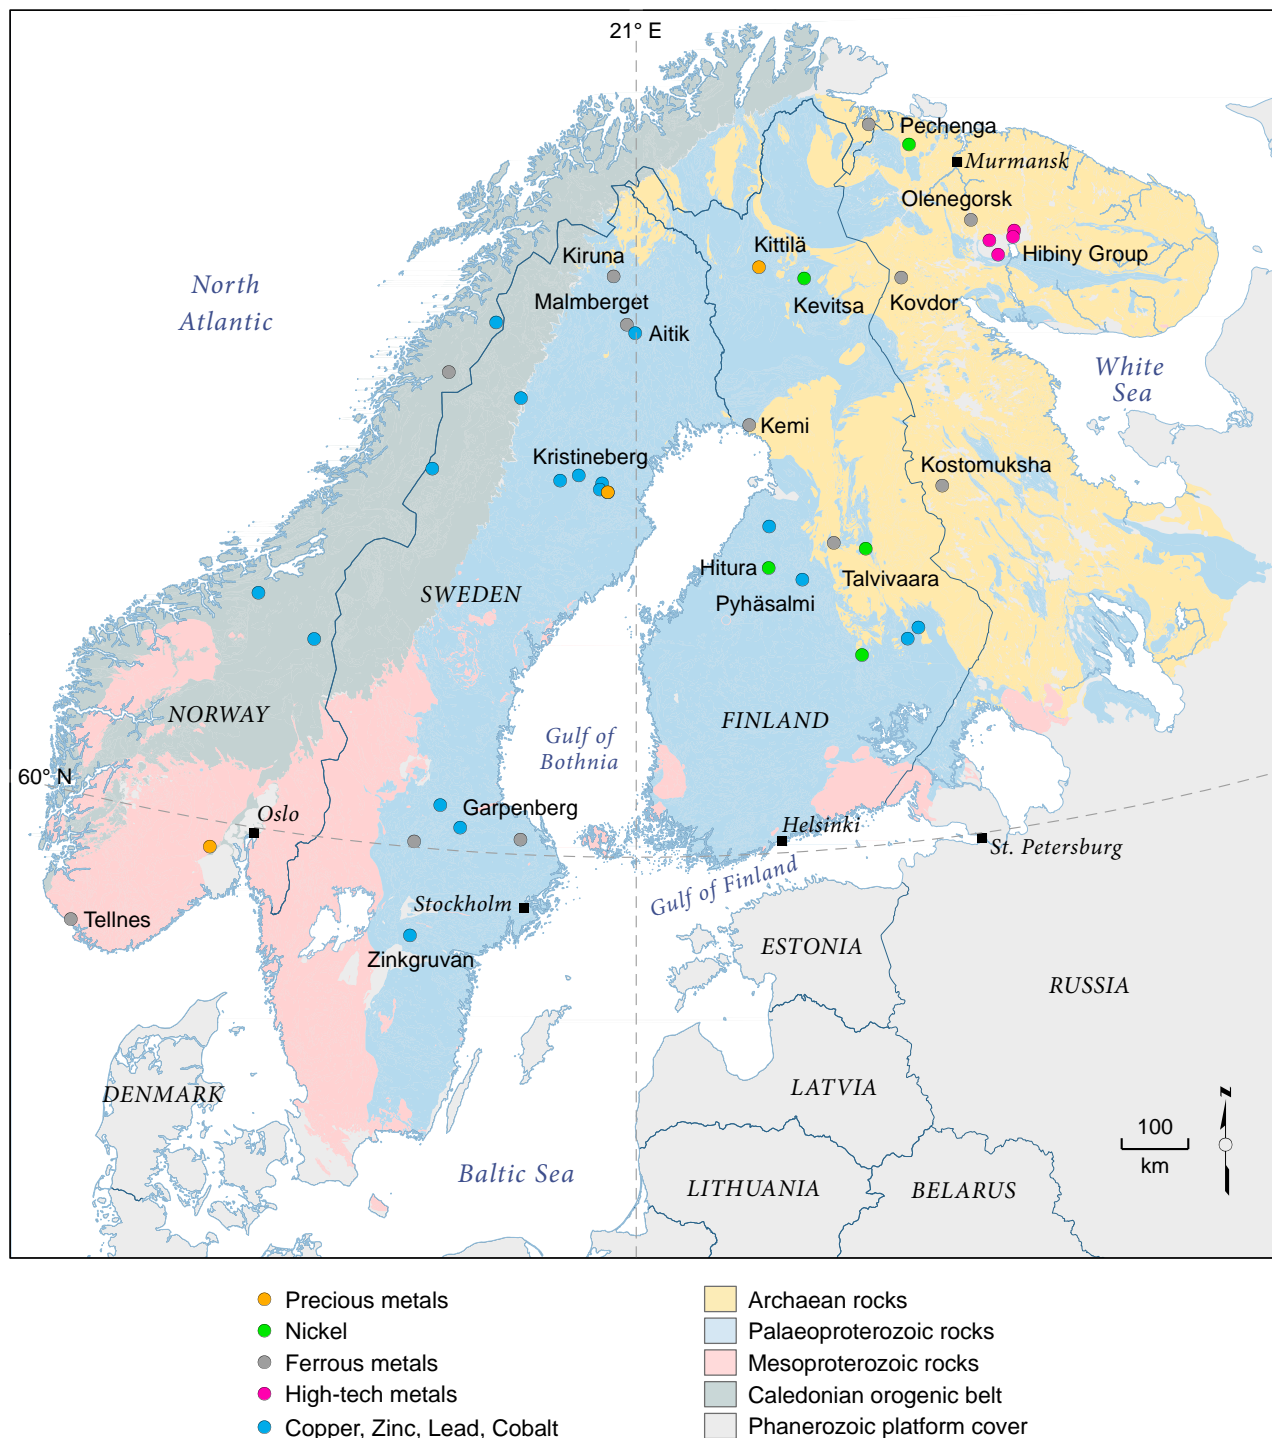 21° E
Pechenga
Murmansk
Olenegorsk
Kittilä
Hibiny Group
Kiruna
North
Atlantic
Malmberget
Kevitsa
Kovdor
Aitik
White
Sea
Kemi
Kristineberg
Kostomuksha
Hitura
Talvivaara
SWEDEN
Pyhäsalmi
NORWAY
FINLAND
Gulf of
Bothnia
60° N
Oslo
Garpenberg
Helsinki
St. Petersburg
Gulf of Finland
Stockholm
Tellnes
ESTONIA
Zinkgruvan
RUSSIA
LATVIA
DENMARK
z
100
km
Baltic Sea
LITHUANIA
BELARUS
Precious metals
Nickel
Ferrous metals
High-tech metals
Copper, Zinc, Lead, Cobalt
Archaean rocks
Palaeoproterozoic rocks
Mesoproterozoic rocks
Caledonian orogenic belt
Phanerozoic platform cover